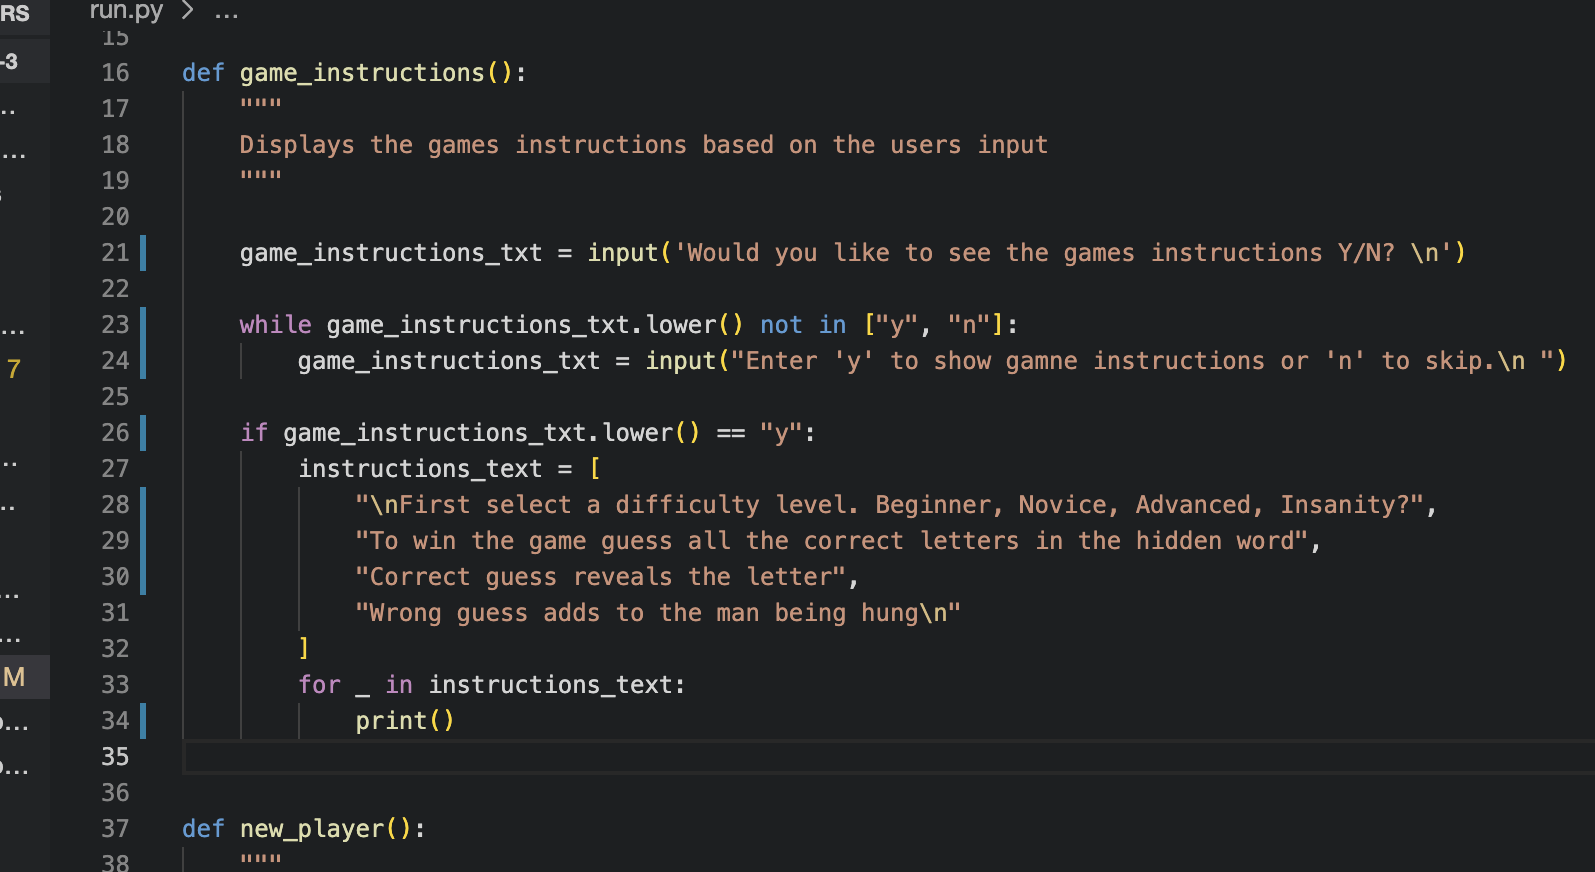 RS
run.py > ...
-3
7
M
15
16 def game_instructions():
17     """
18     Displays the games instructions based on the users input
19     """
20
21     game_instructions_txt = input('Would you like to see the games instructions Y/N? \n')
22
23     while game_instructions_txt.lower() not in ["y", "n"]:
24         game_instructions_txt = input("Enter 'y' to show gamne instructions or 'n' to skip.\n ")
25
26     if game_instructions_txt.lower() == "y":
27         instructions_text = [
28             "\nFirst select a difficulty level. Beginner, Novice, Advanced, Insanity?",
29             "To win the game guess all the correct letters in the hidden word",
30             "Correct guess reveals the letter",
31             "Wrong guess adds to the man being hung\n"
32         ]
33         for _ in instructions_text:
34             print()
35
36
37 def new_player():
38     """